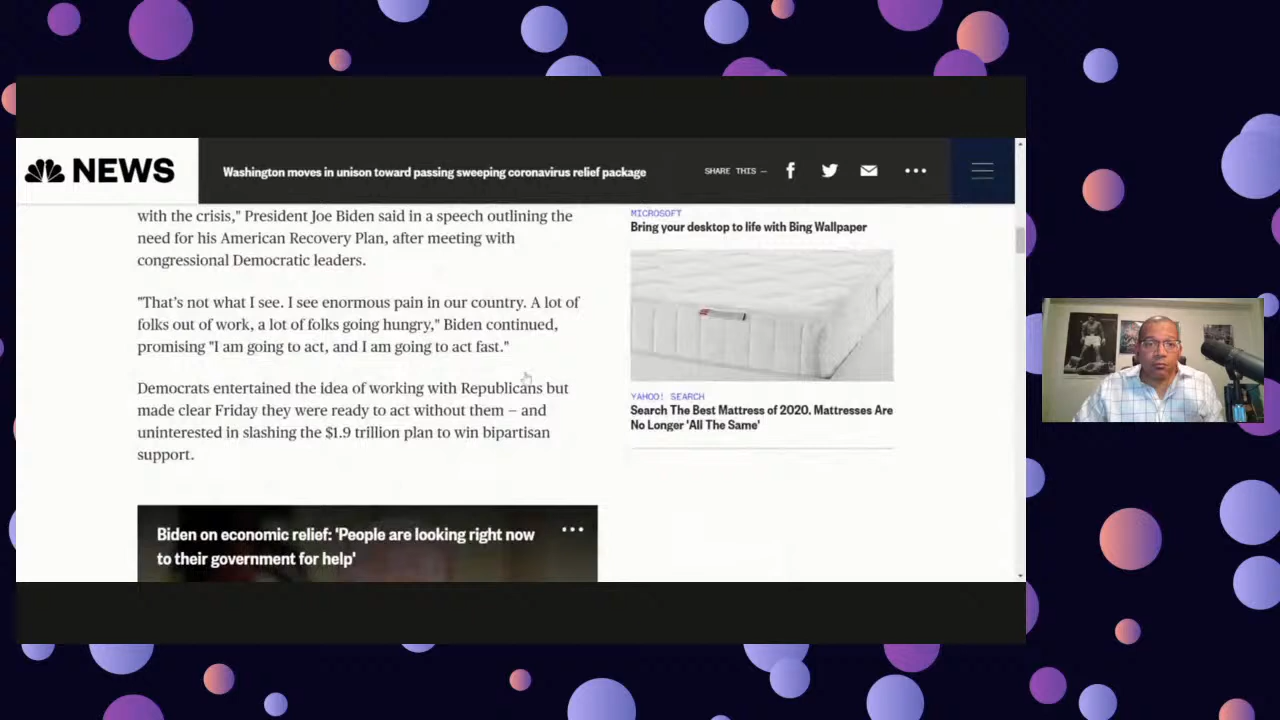 NEWS
Washington moves in unison toward passing sweeping coronavirus relief package
SHARE THIS —
with the crisis," President Joe Biden said in a speech outlining the
need for his American Recovery Plan, after meeting with
congressional Democratic leaders.
"That's not what I see. I see enormous pain in our country. A lot of
folks out of work, a lot of folks going hungry," Biden continued,
promising "I am going to act, and I am going to act fast."
Democrats entertained the idea of working with Republicans but
made clear Friday they were ready to act without them — and
uninterested in slashing the $1.9 trillion plan to win bipartisan
support.
Biden on economic relief: 'People are looking right now
to their government for help'
MICROSOFT
Bring your desktop to life with Bing Wallpaper
YAHOO! SEARCH
Search The Best Mattress of 2020. Mattresses Are
No Longer 'All The Same'